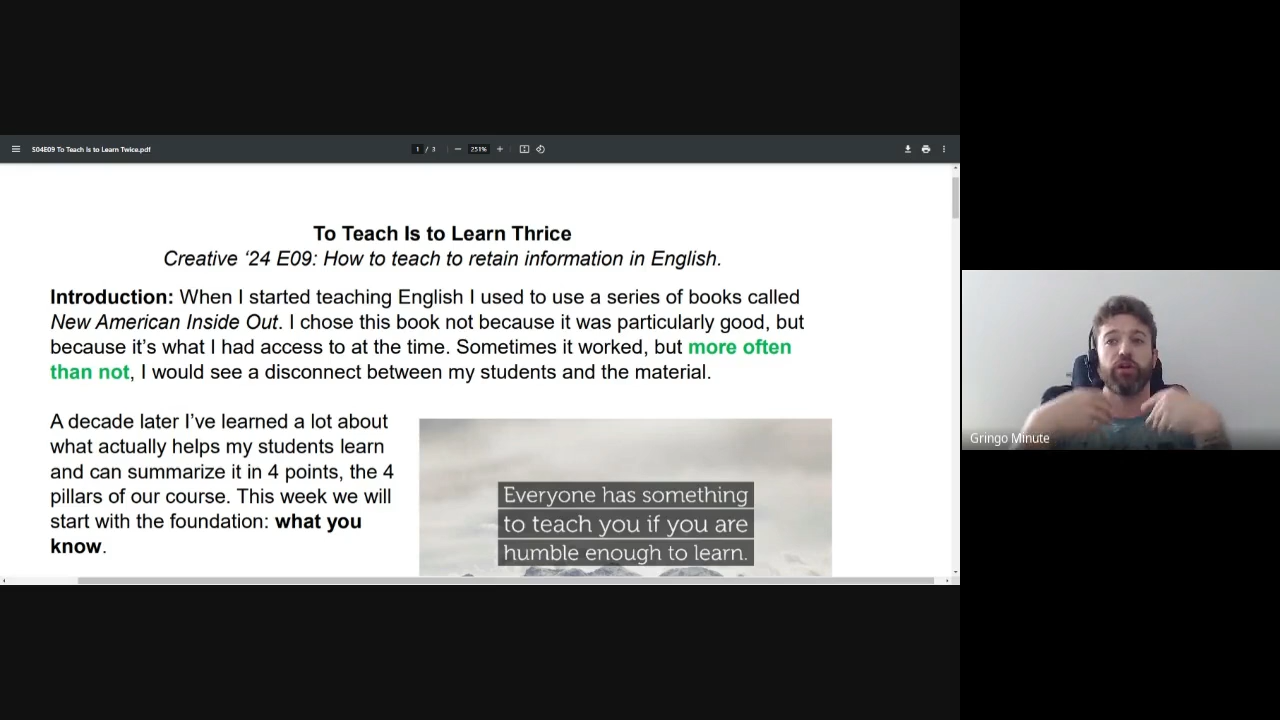 S04E09 To Teach Is to Learn Twice.pdf
1 / 3
251%
To Teach Is to Learn Thrice
Creative ‘24 E09: How to teach to retain information in English.
Introduction: When I started teaching English I used to use a series of books called
New American Inside Out. I chose this book not because it was particularly good, but
because it’s what I had access to at the time. Sometimes it worked, but more often
than not, I would see a disconnect between my students and the material.
A decade later I’ve learned a lot about
what actually helps my students learn
and can summarize it in 4 points, the 4
pillars of our course. This week we will
start with the foundation: what you
know.
Everyone has something
to teach you if you are
humble enough to learn.
Gringo Minute